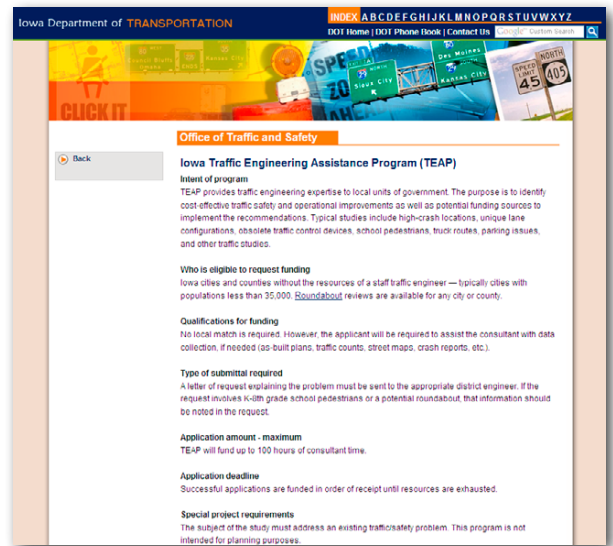 Iowa Department of TRANSPORTATION
INDEX A B C D E F G H I J K L M N O P Q R S T U V W X Y Z
DOT Home | DOT Phone Book | Contact Us Google Custom Search
CLICK IT
Council Bluffs
Omaha
Kansas City
SPEED
ZO
NORTH
Sioux City
Des Moines
Kansas City
SPEED
LIMIT
45
NORTH
405
Office of Traffic and Safety
Back
Iowa Traffic Engineering Assistance Program (TEAP)
Intent of program
TEAP provides traffic engineering expertise to local units of government. The purpose is to identify
cost-effective traffic safety and operational improvements as well as potential funding sources to
implement the recommendations. Typical studies include high-crash locations, unique lane
configurations, obsolete traffic control devices, school pedestrians, truck routes, parking issues,
and other traffic studies.
Who is eligible to request funding
Iowa cities and counties without the resources of a staff traffic engineer — typically cities with
populations less than 35,000. Roundabout reviews are available for any city or county.
Qualifications for funding
No local match is required. However, the applicant will be required to assist the consultant with data
collection, if needed (as-built plans, traffic counts, street maps, crash reports, etc.).
Type of submittal required
A letter of request explaining the problem must be sent to the appropriate district engineer. If the
request involves K-8th grade school pedestrians or a potential roundabout, that information should
be noted in the request.
Application amount - maximum
TEAP will fund up to 100 hours of consultant time.
Application deadline
Successful applications are funded in order of receipt until resources are exhausted.
Special project requirements
The subject of the study must address an existing traffic/safety problem. This program is not
intended for planning purposes.